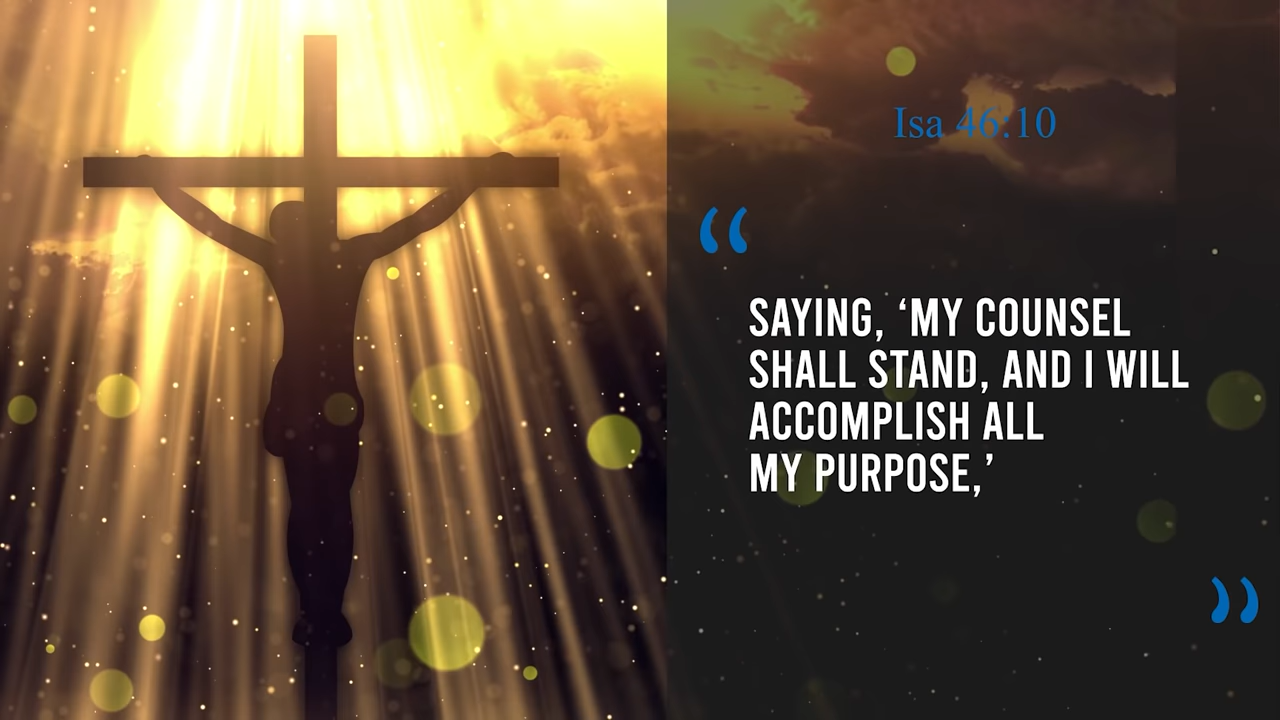 Isa 46:10
“
SAYING, ‘MY COUNSEL
SHALL STAND, AND I WILL
ACCOMPLISH ALL
MY PURPOSE,’
”